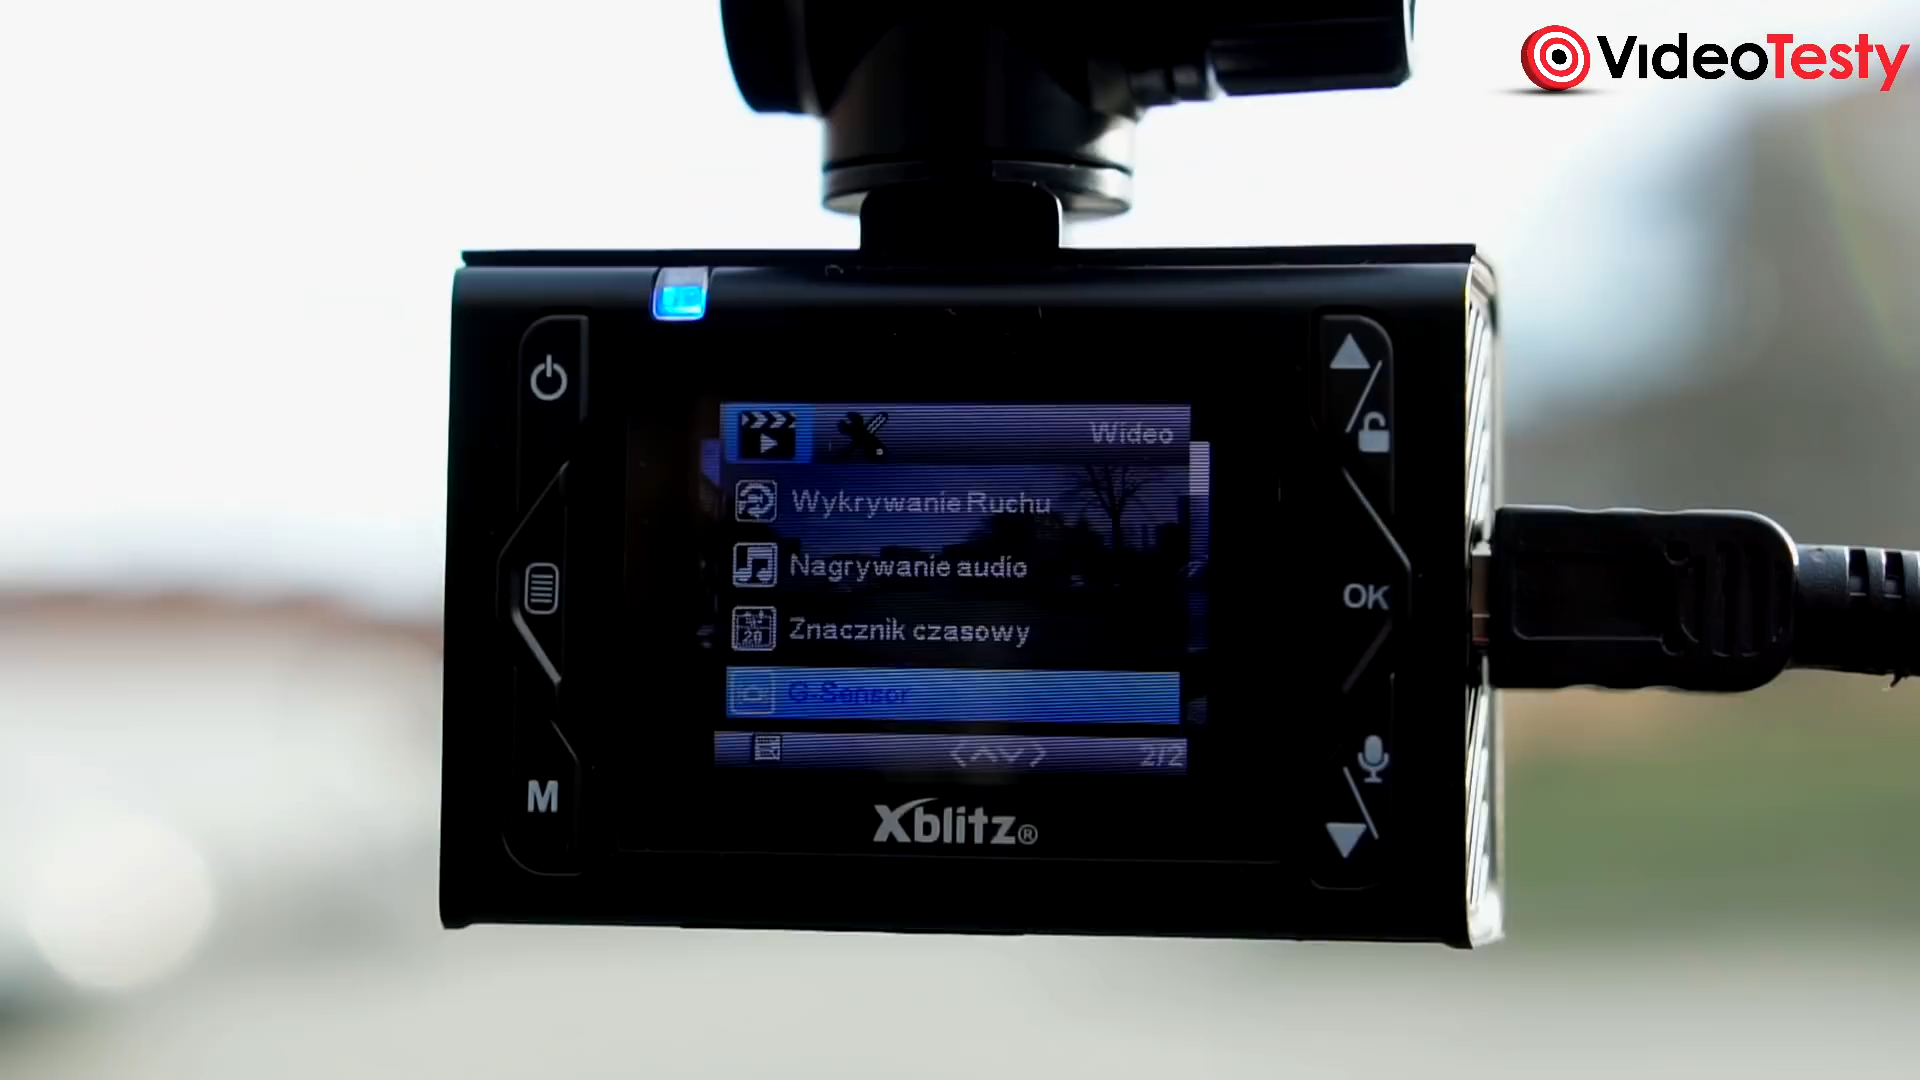 VideoTesty
Wideo
Wykrywanie Ruchu
Nagrywanie audio
Znacznik czasowy
G-Sensor
2/2
OK
M
Xblitz®